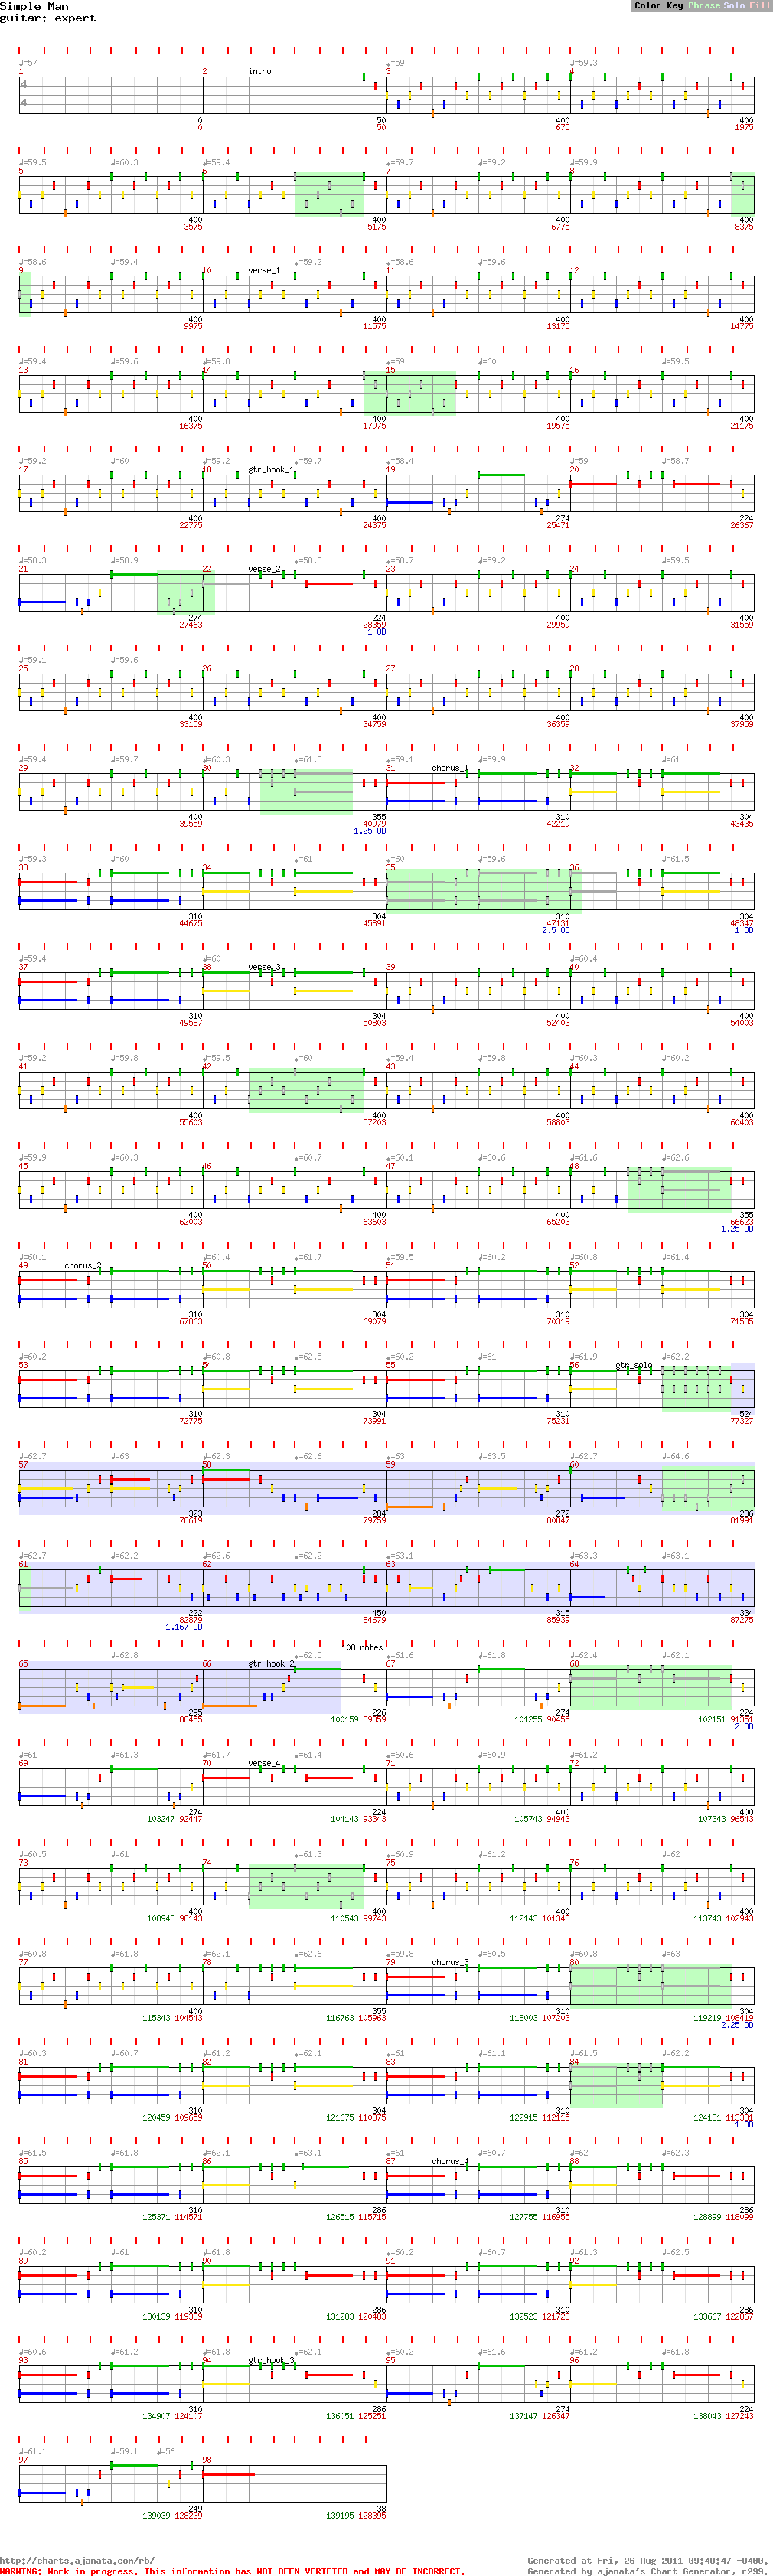 Simple Man
guitar: expert
Color Key Phrase Solo Fill
♩=57 ♩=59 ♩=59.3
1 2 intro 3 4
4
4
0 50 400
0 675 1975
♩=59.5 ♩=60.3 ♩=59.4 ♩=59.7 ♩=59.2 ♩=59.9
5 6 7 8
400 400 400 400
3575 5175 6775 8375
♩=58.6 ♩=59.4 ♩=59.2 ♩=58.6 ♩=59.6
9 10 verse_1 11 12
400 400 400 400
9975 11575 13175 14775
♩=59.4 ♩=59.6 ♩=59.8 ♩=59 ♩=60 ♩=59.5
13 14 15 16
400 400 400 400
16375 17975 19575 21175
♩=59.2 ♩=60 ♩=59.2 ♩=59.7 ♩=58.4 ♩=59 ♩=58.7
17 18 gtr_hook_1 19 20
400 400 274 224
22775 24375 25471 26367
♩=58.3 ♩=58.9 ♩=58.3 ♩=58.7 ♩=59.2 ♩=59.5
21 22 verse_2 23 24
274 224 400 400
27463 28359 29959 31559
1 OD
♩=59.1 ♩=59.6
25 26 27 28
400 400 400 400
33159 34759 36359 37959
♩=59.4 ♩=59.7 ♩=60.3 ♩=61.3 ♩=59.1 ♩=59.9 ♩=61
29 30 31 chorus_1 32
400 355 310 304
39559 40979 42219 43435
1.25 OD
♩=59.3 ♩=60 ♩=61 ♩=60 ♩=59.6 ♩=61.5
33 34 35 36
310 304 310 304
44675 45891 47131 48347
2.5 OD 1 OD
♩=59.4 ♩=60 ♩=60.4
37 38 verse_3 39 40
310 304 400 400
49587 50803 52403 54003
♩=59.2 ♩=59.8 ♩=59.5 ♩=60 ♩=59.4 ♩=59.8 ♩=60.3 ♩=60.2
41 42 43 44
400 400 400 400
55603 57203 58803 60403
♩=59.9 ♩=60.3 ♩=60.7 ♩=60.1 ♩=60.6 ♩=61.6 ♩=62.6
45 46 47 48
400 400 400 355
62003 63603 65203 66623
1.25 OD
♩=60.1 ♩=60.4 ♩=61.7 ♩=59.5 ♩=60.2 ♩=60.8 ♩=61.4
49 chorus_2 50 51 52
310 304 310 304
67863 69079 70319 71535
♩=60.2 ♩=60.8 ♩=62.5 ♩=60.2 ♩=61 ♩=61.9 ♩=62.2
53 54 55 56 gtr_solo
310 304 310 524
72775 73991 75231 77327
♩=62.7 ♩=63 ♩=62.3 ♩=62.6 ♩=63 ♩=63.5 ♩=62.7 ♩=64.6
57 58 59 60
323 284 272 286
78619 79759 80847 81991
♩=62.7 ♩=62.2 ♩=62.6 ♩=62.2 ♩=63.1 ♩=63.3 ♩=63.1
61 62 63 64
222 450 315 334
82879 84679 85939 87275
1.167 OD
108 notes
♩=62.8 ♩=62.5 ♩=61.6 ♩=61.8 ♩=62.4 ♩=62.1
65 66 gtr_hook_2 67 68
295 226 274 224
88455 100159 89359 101255 90455 102151 91351
2 OD
♩=61 ♩=61.3 ♩=61.7 ♩=61.4 ♩=60.6 ♩=60.9 ♩=61.2
69 70 verse_4 71 72
274 224 400 400
103247 92447 104143 93343 105743 94943 107343 96543
♩=60.5 ♩=61 ♩=61.3 ♩=60.9 ♩=61.2 ♩=62
73 74 75 76
400 400 400 400
108943 98143 110543 99743 112143 101343 113743 102943
♩=60.8 ♩=61.8 ♩=62.1 ♩=62.6 ♩=59.8 ♩=60.5 ♩=60.8 ♩=63
77 78 79 chorus_3 80
400 355 310 304
115343 104543 116763 105963 118003 107203 119219 108419
2.25 OD
♩=60.3 ♩=60.7 ♩=61.2 ♩=62.1 ♩=61 ♩=61.1 ♩=61.5 ♩=62.2
81 82 83 84
310 304 310 304
120459 109659 121675 110875 122915 112115 124131 113331
1 OD
♩=61.5 ♩=61.8 ♩=62.1 ♩=63.1 ♩=61 ♩=60.7 ♩=62 ♩=62.3
85 86 87 chorus_4 88
310 286 310 286
125371 114571 126515 115715 127755 116955 128899 118099
♩=60.2 ♩=61 ♩=61.8 ♩=60.2 ♩=60.7 ♩=61.3 ♩=62.5
89 90 91 92
310 286 310 286
130139 119339 131283 120483 132523 121723 133667 122867
♩=60.6 ♩=61.2 ♩=61.8 ♩=62.1 ♩=60.2 ♩=61.6 ♩=61.2 ♩=61.8
93 94 gtr_hook_3 95 96
310 286 274 224
134907 124107 136051 125251 137147 126347 138043 127243
♩=61.1 ♩=59.1 ♩=56
97 98
249 38
139039 128239 139195 128395
http://charts.ajanata.com/rb/
Generated at Fri, 26 Aug 2011 09:40:47 -0400.
WARNING: Work in progress. This information has NOT BEEN VERIFIED and MAY BE INCORRECT.
Generated by ajanata's Chart Generator, r299.